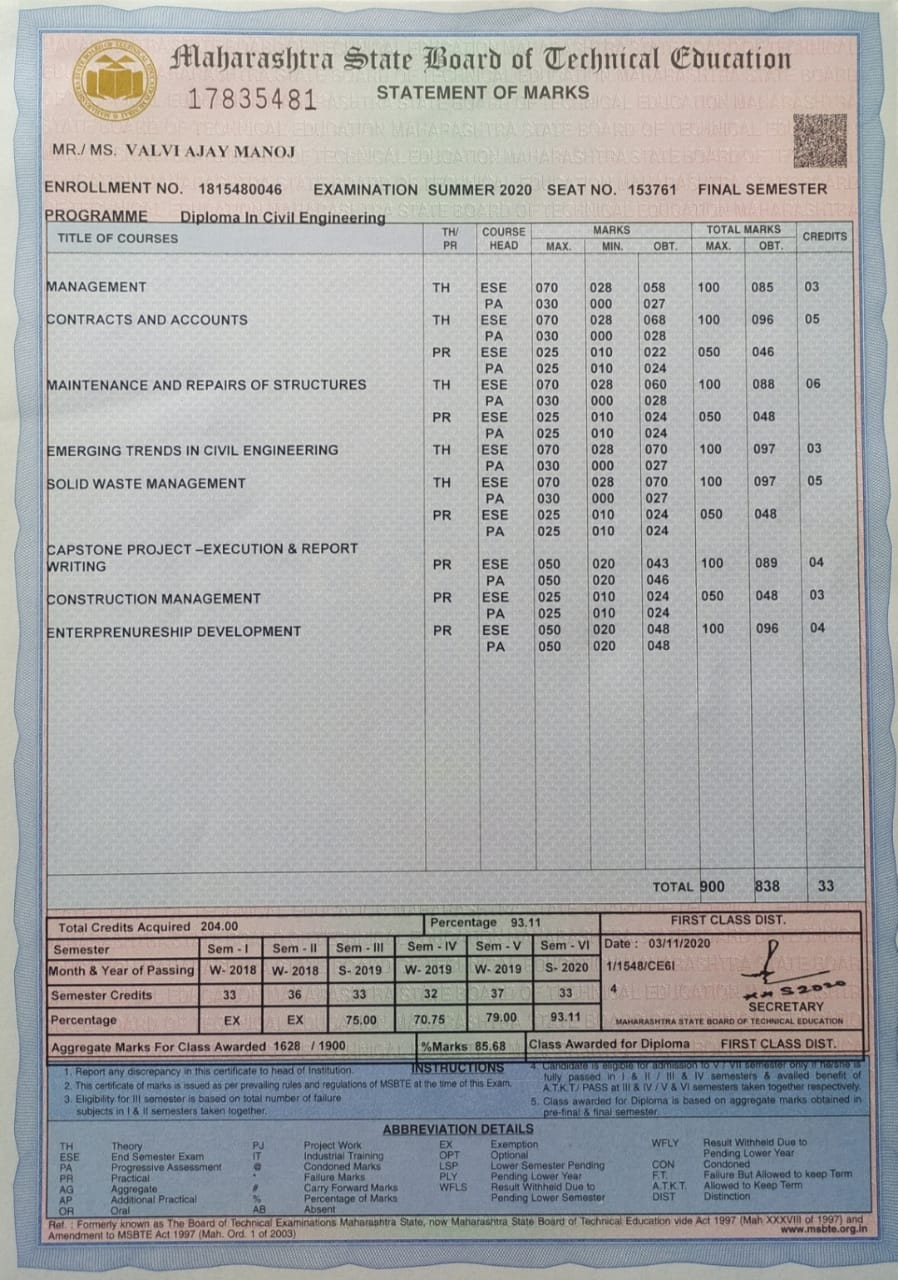 Maharashtra State Board of Technical Education
17835481 STATEMENT OF MARKS
MR./ MS. VALVI AJAY MANOJ
ENROLLMENT NO. 1815480046 EXAMINATION SUMMER 2020 SEAT NO. 153761 FINAL SEMESTER
PROGRAMME Diploma In Civil Engineering
TITLE OF COURSES TH/ PR COURSE HEAD MARKS MAX. MIN. OBT. TOTAL MARKS MAX. OBT. CREDITS
MANAGEMENT TH ESE 070 028 058 100 085 03
PA 030 000 027
CONTRACTS AND ACCOUNTS TH ESE 070 028 068 100 096 05
PA 030 000 028
PR ESE 025 010 022 050 046
PA 025 010 024
MAINTENANCE AND REPAIRS OF STRUCTURES TH ESE 070 028 060 100 088 06
PA 030 000 028
PR ESE 025 010 024 050 048
PA 025 010 024
EMERGING TRENDS IN CIVIL ENGINEERING TH ESE 070 028 070 100 097 03
PA 030 000 027
SOLID WASTE MANAGEMENT TH ESE 070 028 070 100 097 05
PA 030 000 027
PR ESE 025 010 024 050 048
PA 025 010 024
CAPSTONE PROJECT –EXECUTION & REPORT
WRITING PR ESE 050 020 043 100 089 04
PA 050 020 046
CONSTRUCTION MANAGEMENT PR ESE 025 010 024 050 048 03
PA 025 010 024
ENTERPRENURESHIP DEVELOPMENT PR ESE 050 020 048 100 096 04
PA 050 020 048
TOTAL 900 838 33
Total Credits Acquired 204.00 Percentage 93.11 FIRST CLASS DIST.
Semester Sem - I Sem - II Sem - III Sem - IV Sem - V Sem - VI Date : 03/11/2020
Month & Year of Passing W- 2018 W- 2018 S- 2019 W- 2019 W- 2019 S- 2020 1/1548/CE6I
Semester Credits 33 36 33 32 37 33 4
SECRETARY
Percentage EX EX 75.00 70.75 79.00 93.11 MAHARASHTRA STATE BOARD OF TECHNICAL EDUCATION
Aggregate Marks For Class Awarded 1628 / 1900 %Marks 85.68 Class Awarded for Diploma FIRST CLASS DIST.
INSTRUCTIONS
1. Report any discrepancy in this certificate to head of Institution.
2. This certificate of marks is issued as per prevailing rules and regulations of MSBTE at the time of this Exam.
3. Eligibility for III semester is based on total number of failure
subjects in I & II semesters taken together.
4. Candidate is eligible for admission to V / VII semester only if he/she is
fully passed in I & II / III & IV semesters & availed benefit of
A.T.K.T./ PASS at III & IV / V & VI semesters taken together respectively.
5. Class awarded for Diploma is based on aggregate marks obtained in
pre-final & final semester.
ABBREVIATION DETAILS
TH Theory PJ Project Work EX Exemption WFLY Result Withheld Due to
ESE End Semester Exam IT Industrial Training OPT Optional Pending Lower Year
PA Progressive Assessment @ Condoned Marks LSP Lower Semester Pending CON Condoned
PR Practical * Failure Marks PLY Pending Lower Year F.T. Failure But Allowed to keep Term
AG Aggregate # Carry Forward Marks WFLS Result Withheld Due to A.T.K.T. Allowed to Keep Term
AP Additional Practical % Percentage of Marks Pending Lower Semester DIST Distinction
OR Oral AB Absent
Ref. : Formerly known as The Board of Technical Examinations Maharashtra State, now Maharashtra State Board of Technical Education vide Act 1997 (Mah XXXVIII of 1997) and
Amendment to MSBTE Act 1997 (Mah. Ord. 1 of 2003) www.msbte.org.in